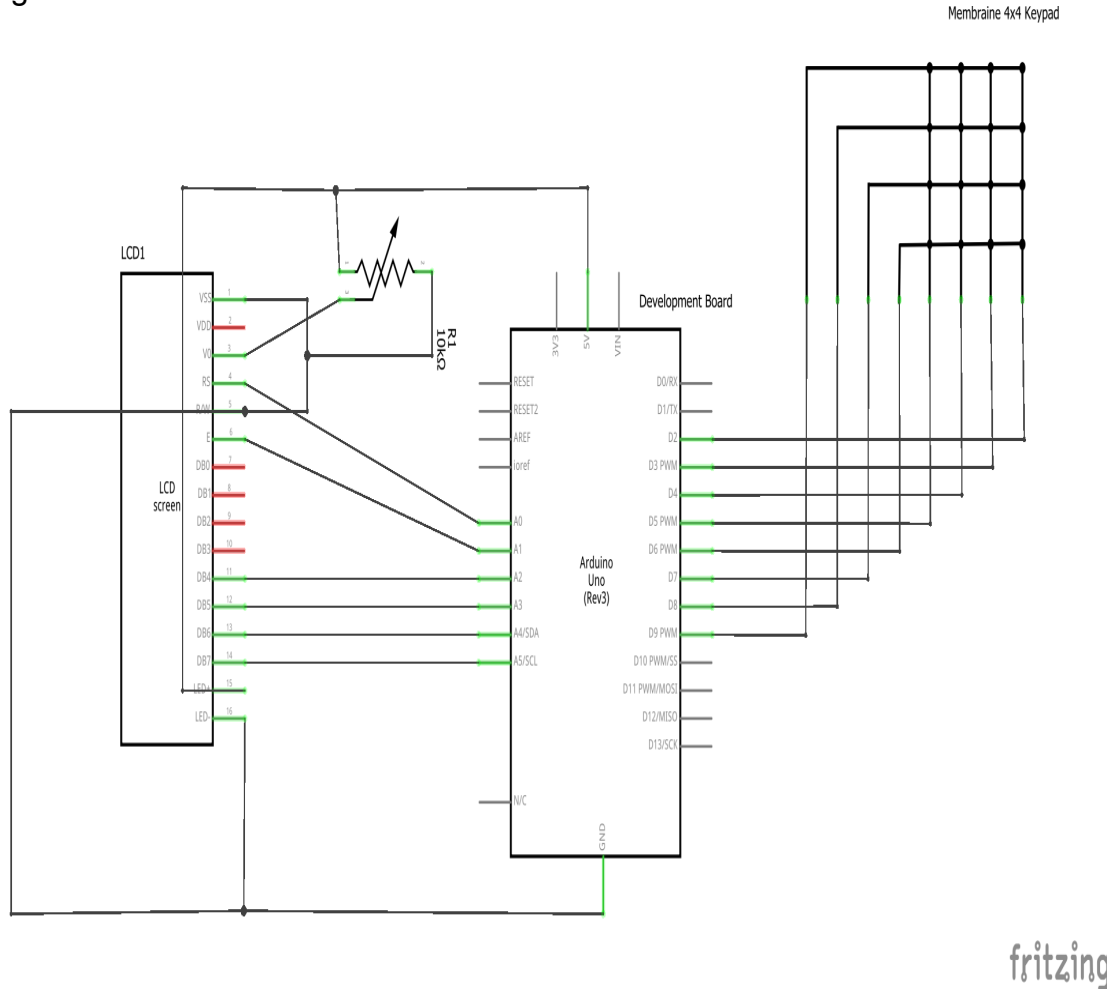 g
Membraine 4x4 Keypad
LCD1
Development Board
R1
10kΩ
LCD
screen
VSS 1
VDD 2
V0 3
RS 4
R/W 5
E 6
DB0 7
DB1 8
DB2 9
DB3 10
DB4 11
DB5 12
DB6 13
DB7 14
LED+ 15
LED- 16
1
2
3
3V3
5V
VIN
RESET
RESET2
AREF
ioref
A0
A1
A2
A3
A4/SDA
A5/SCL
N/C
Arduino
Uno
(Rev3)
D0/RX
D1/TX
D2
D3 PWM
D4
D5 PWM
D6 PWM
D7
D8
D9 PWM
D10 PWM/SS
D11 PWM/MOSI
D12/MISO
D13/SCK
GND
fritzing